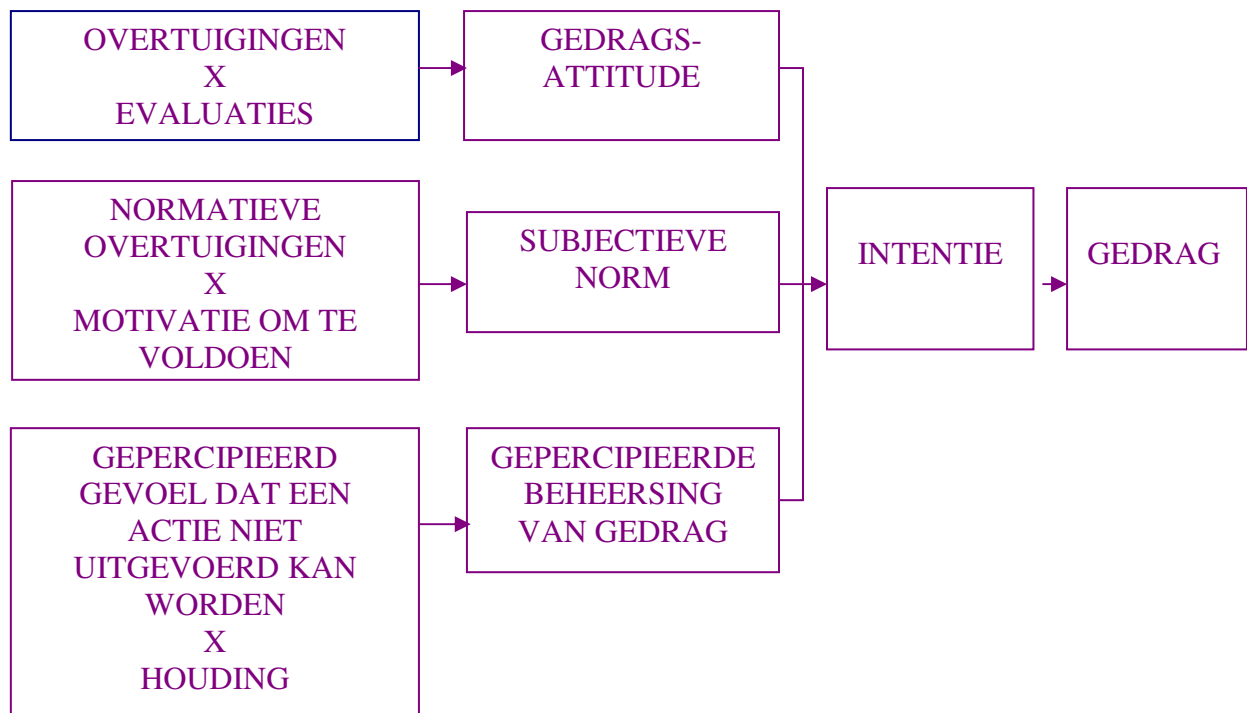 OVERTUIGINGEN
X
EVALUATIES
GEDRAGS-
ATTITUDE
NORMATIEVE
OVERTUIGINGEN
X
MOTIVATIE OM TE
VOLDOEN
SUBJECTIEVE
NORM
INTENTIE
GEDRAG
GEPERCIPIEERD
GEVOEL DAT EEN
ACTIE NIET
UITGEVOERD KAN
WORDEN
X
HOUDING
GEPERCIPIEERDE
BEHEERSING
VAN GEDRAG